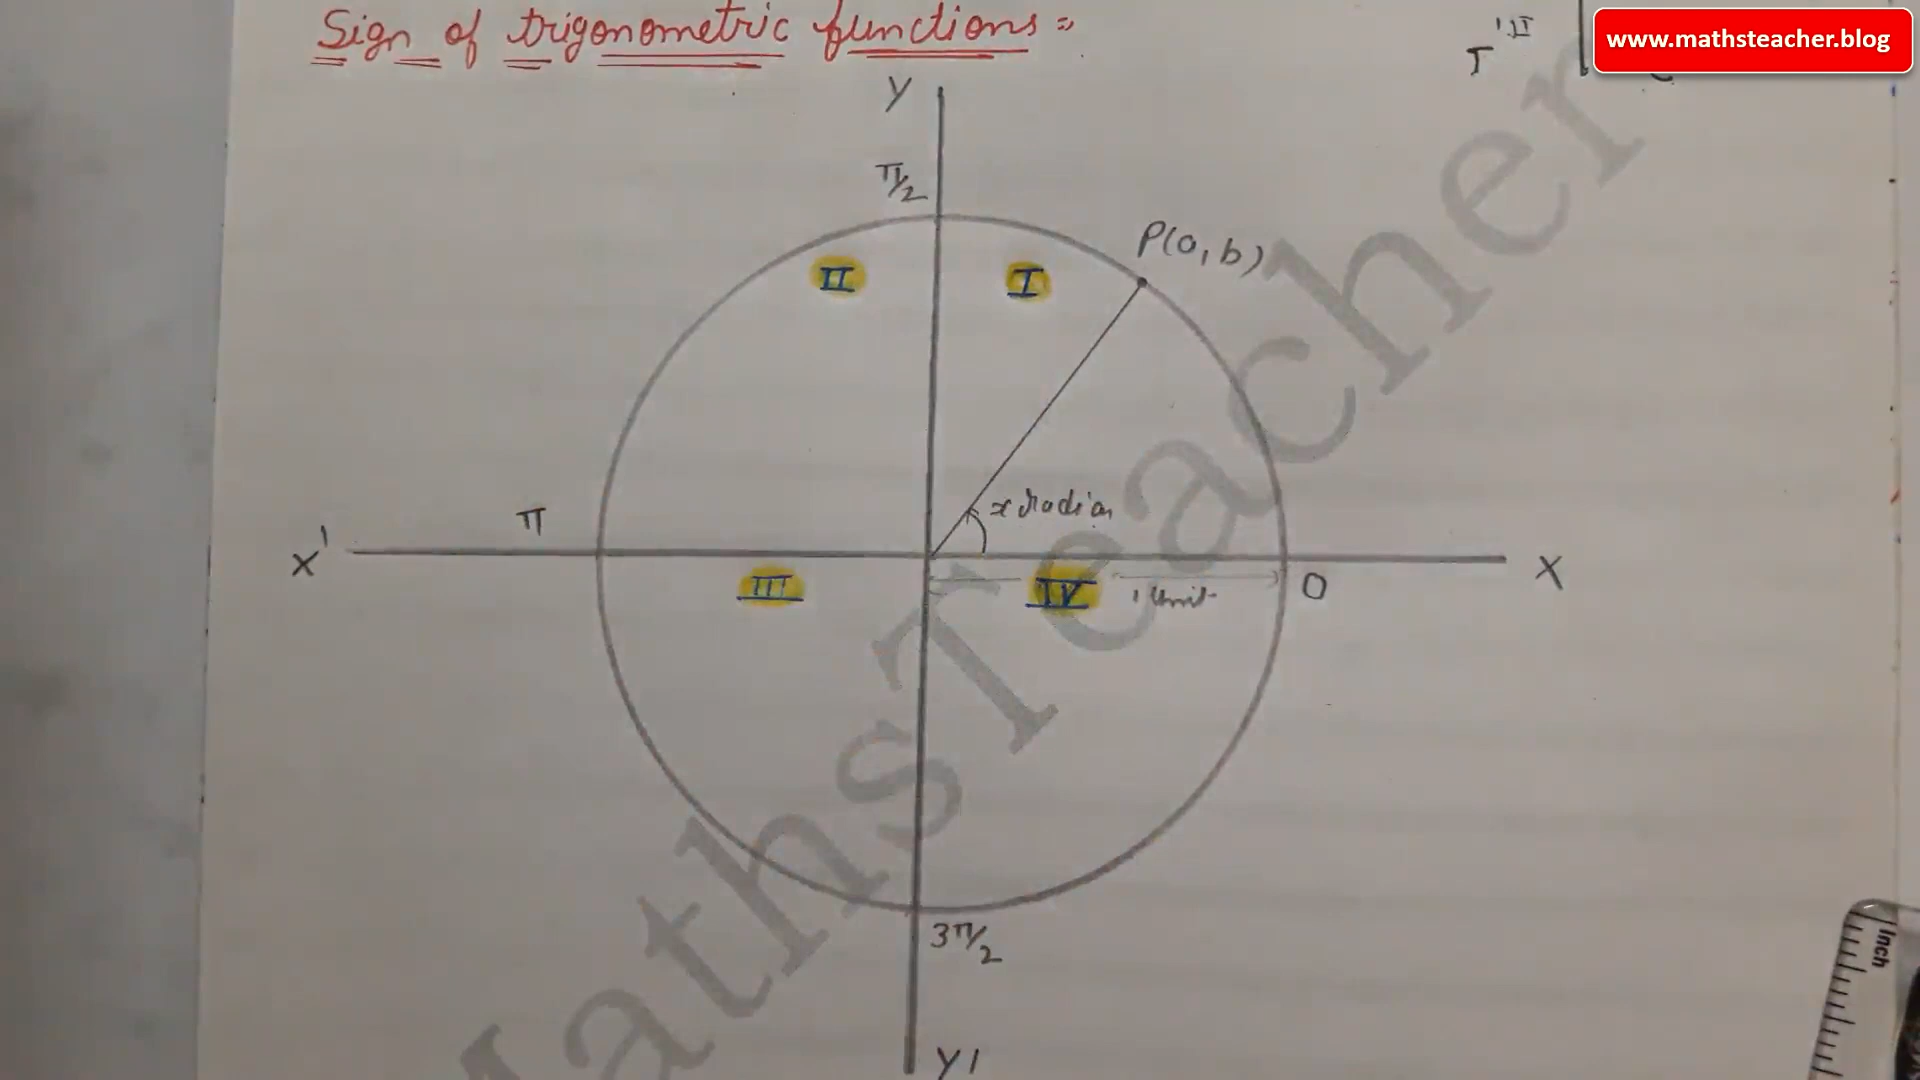 Sign of trigonometric functions :-
www.mathsteacher.blog
Y
π/2
P(a, b)
II
I
x radian
π
X'
X
III
IV
1 Unit
0
3π/2
Y'
Inch
MathsTeacher